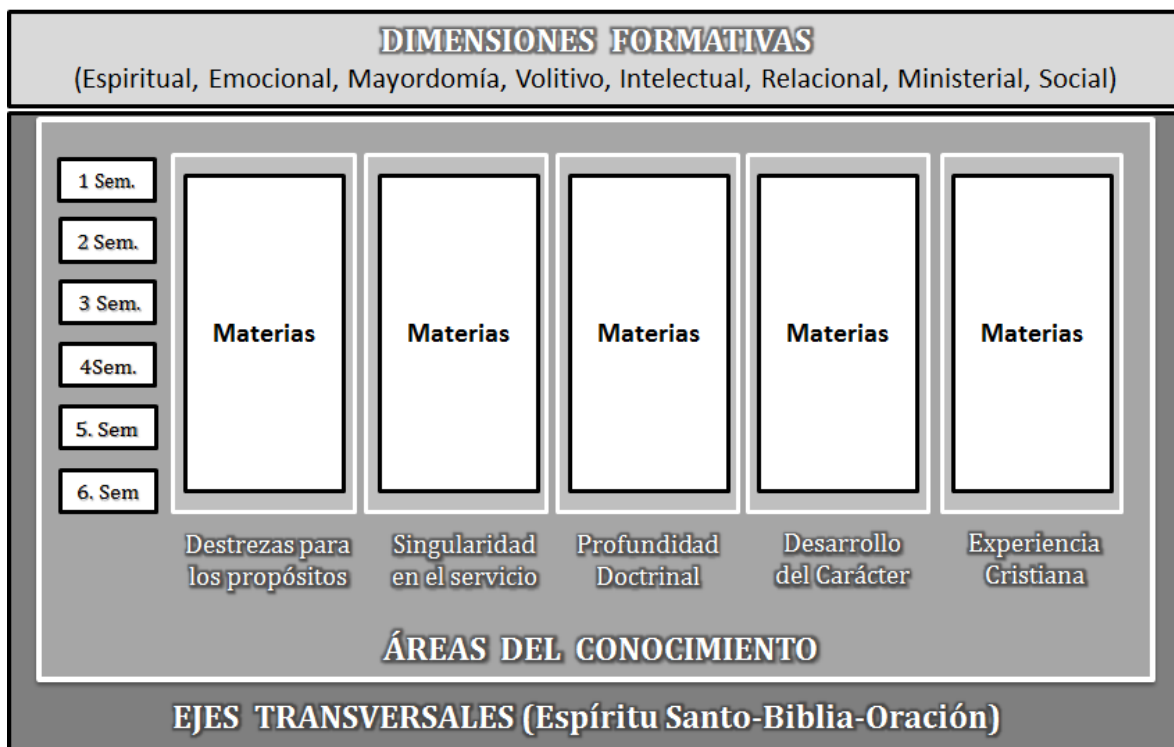 DIMENSIONES FORMATIVAS
(Espiritual, Emocional, Mayordomía, Volitivo, Intelectual, Relacional, Ministerial, Social)
1 Sem.
2 Sem.
3 Sem.
4Sem.
5. Sem
6. Sem
Materias
Materias
Materias
Materias
Materias
Destrezas para
los propósitos
Singularidad
en el servicio
Profundidad
Doctrinal
Desarrollo
del Carácter
Experiencia
Cristiana
ÁREAS DEL CONOCIMIENTO
EJES TRANSVERSALES (Espíritu Santo-Biblia-Oración)